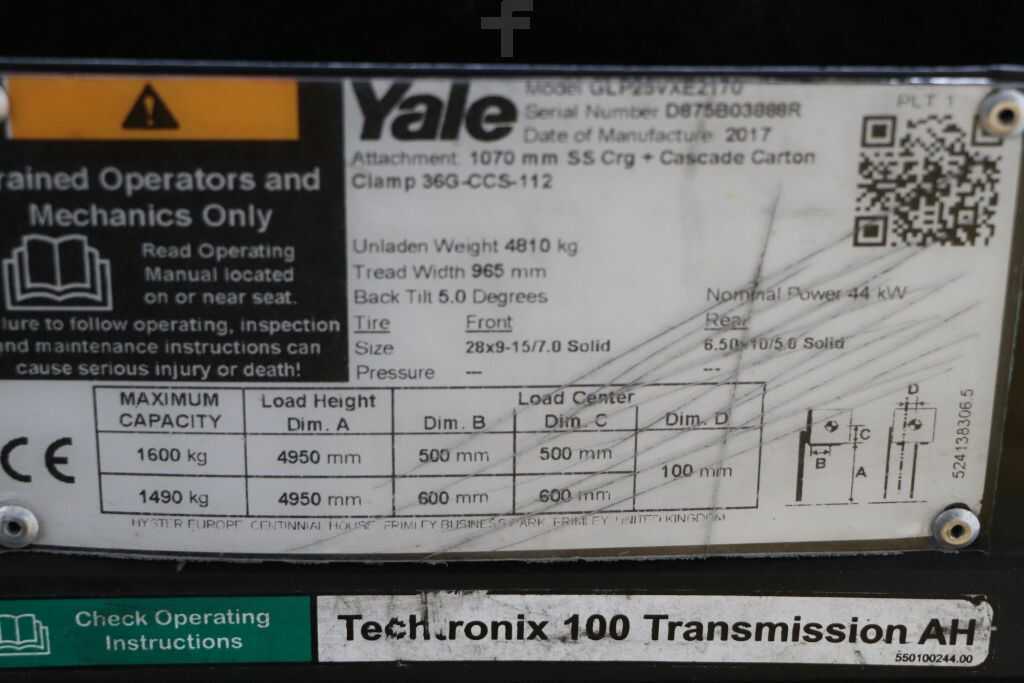 f
Yale
Model GLP25VXE2170
Serial Number D875B03888R
Date of Manufacture 2017
PLT 1
Attachment 1070 mm SS Crg + Cascade Carton
Clamp 36G-CCS-112
rained Operators and
Mechanics Only
Read Operating
Manual located
on or near seat.
lure to follow operating, inspection
nd maintenance instructions can
cause serious injury or death!
Unladen Weight 4810 kg
Tread Width 965 mm
Back Tilt 5.0 Degrees
Nominal Power 44 kW
Tire Front Rear
Size 28x9-15/7.0 Solid 6.50-10/5.0 Solid
Pressure --- ---
MAXIMUM CAPACITY
Load Height Dim. A
Load Center
Dim. B Dim. C Dim. D
1600 kg 4950 mm 500 mm 500 mm 100 mm
1490 kg 4950 mm 600 mm 600 mm
D
C
B
A
524138306.5
CE
HYSTER EUROPE, CENTINNIAL HOUSE, FRIMLEY BUSINESS PARK, FRIMLEY, UNITED KINGDOM
Check Operating
Instructions
Techtronix 100 Transmission AH
550100244.00